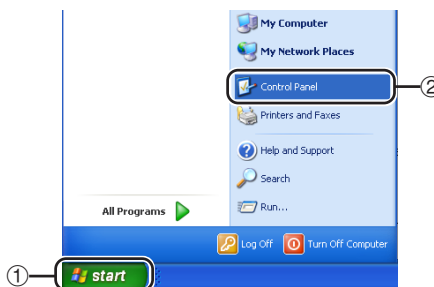 My Computer
My Network Places
Control Panel
②
Printers and Faxes
Help and Support
Search
All Programs
Run...
Log Off
Turn Off Computer
①
start